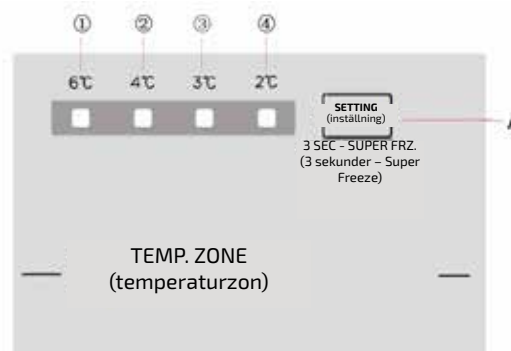 ① ② ③ ④
6℃ 4℃ 3℃ 2℃
SETTING
(inställning)
A
3 SEC - SUPER FRZ.
(3 sekunder – Super
Freeze)
TEMP. ZONE
(temperaturzon)